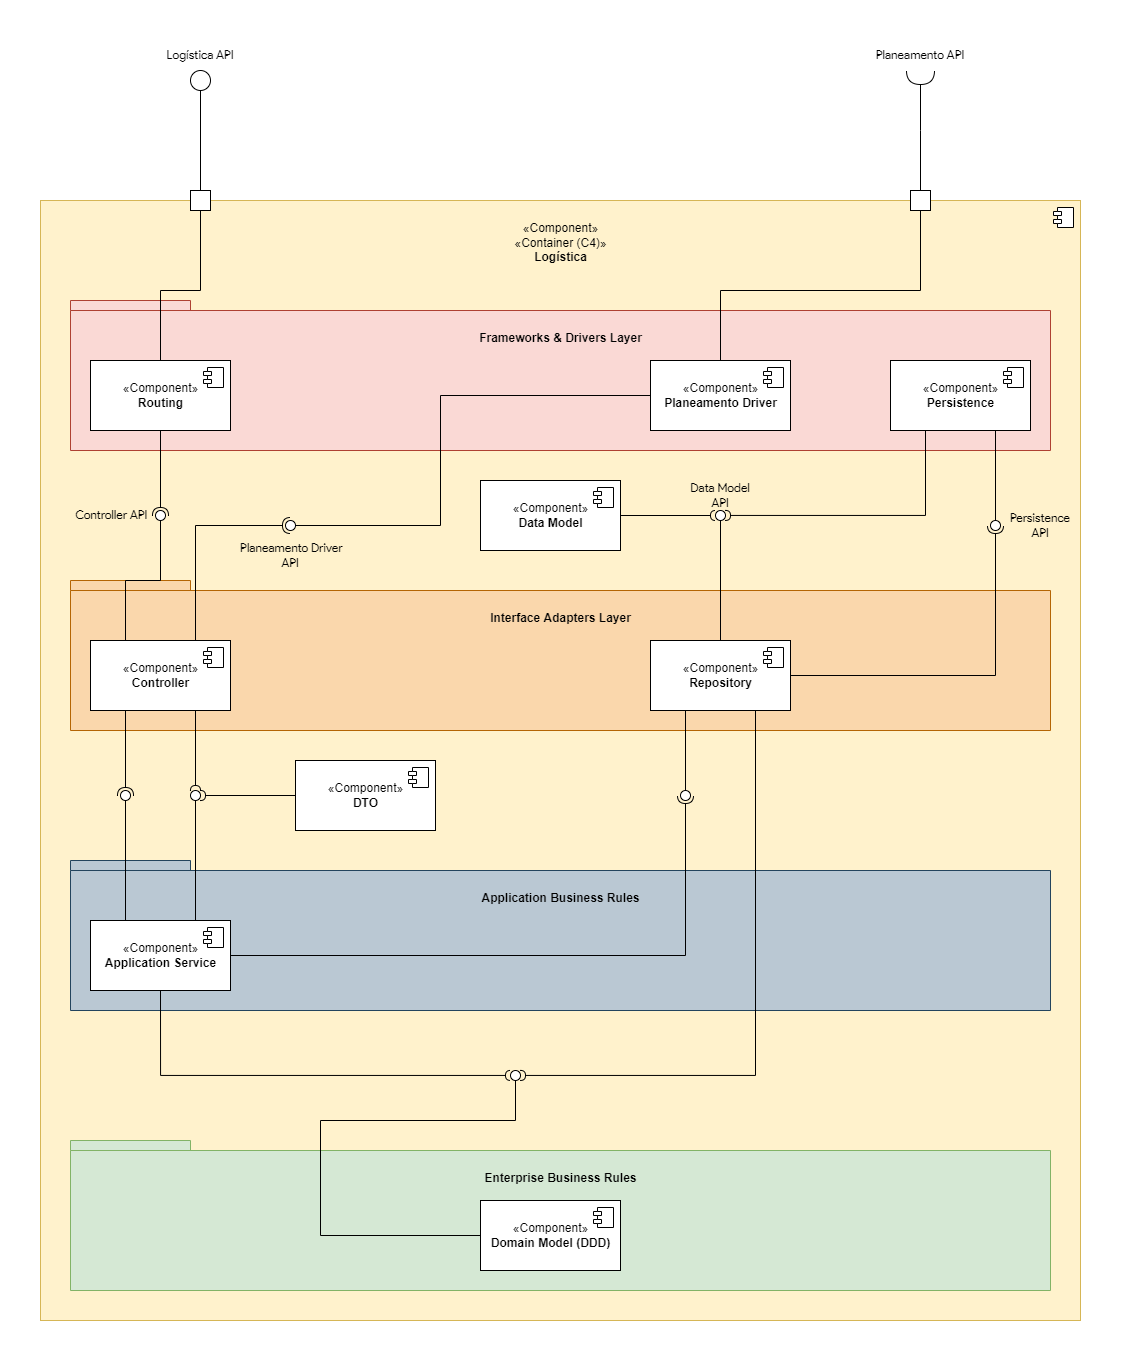 Logística API
Planeamento API
«Component»
«Container (C4)»
Logística
Frameworks & Drivers Layer
«Component»
Routing
«Component»
Planeamento Driver
«Component»
Persistence
Controller API
Planeamento Driver
API
«Component»
Data Model
Data Model
API
Persistence
API
Interface Adapters Layer
«Component»
Controller
«Component»
Repository
«Component»
DTO
Application Business Rules
«Component»
Application Service
Enterprise Business Rules
«Component»
Domain Model (DDD)